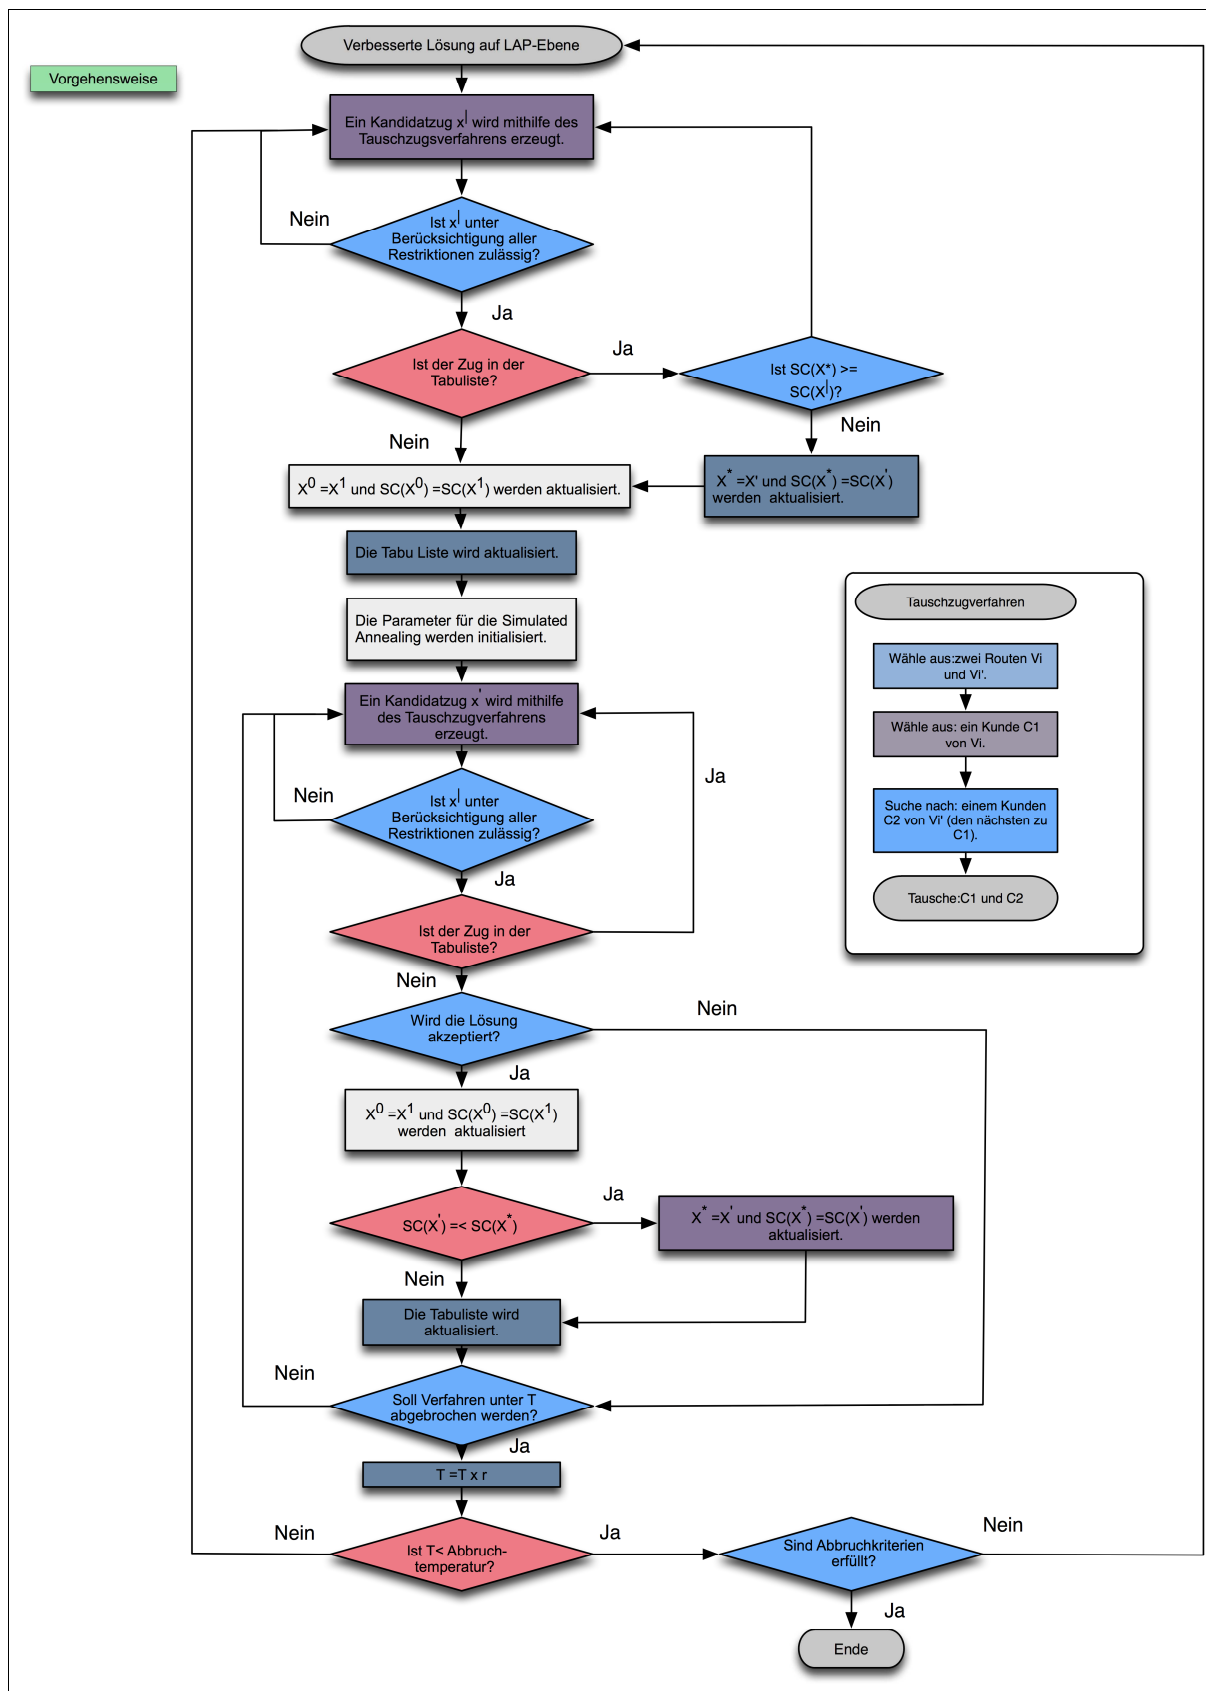 Verbesserte Lösung auf LAP-Ebene
Vorgehensweise
Ein Kandidatzug x| wird mithilfe des
Tauschzugsverfahrens erzeugt.
Nein
Ist x| unter
Berücksichtigung aller
Restriktionen zulässig?
Ja
Ist der Zug in der
Tabuliste?
Ja
Ist SC(X*) >=
SC(X|)?
Nein
Nein
X* =X' und SC(X*) =SC(X')
werden aktualisiert.
X⁰ =X¹ und SC(X⁰) =SC(X¹) werden aktualisiert.
Die Tabu Liste wird aktualisiert.
Die Parameter für die Simulated
Annealing werden initialisiert.
Ein Kandidatzug x' wird mithilfe
des Tauschzugverfahrens
erzeugt.
Nein
Ist x| unter
Berücksichtigung aller
Restriktionen zulässig?
Ja
Ja
Ist der Zug in der
Tabuliste?
Nein
Wird die Lösung
akzeptiert?
Nein
Ja
X⁰ =X¹ und SC(X⁰) =SC(X¹)
werden aktualisiert
SC(X') =< SC(X*)
Ja
X* =X' und SC(X*) =SC(X') werden
aktualisiert.
Nein
Die Tabuliste wird
aktualisiert.
Nein
Soll Verfahren unter T
abgebrochen werden?
Ja
T =T x r
Nein
Ist T< Abbruch-
temperatur?
Ja
Sind Abbruchkriterien
erfüllt?
Nein
Ja
Ende
Tauschzugverfahren
Wähle aus:zwei Routen Vi
und Vi'.
Wähle aus: ein Kunde C1
von Vi.
Suche nach: einem Kunden
C2 von Vi' (den nächsten zu
C1).
Tausche:C1 und C2